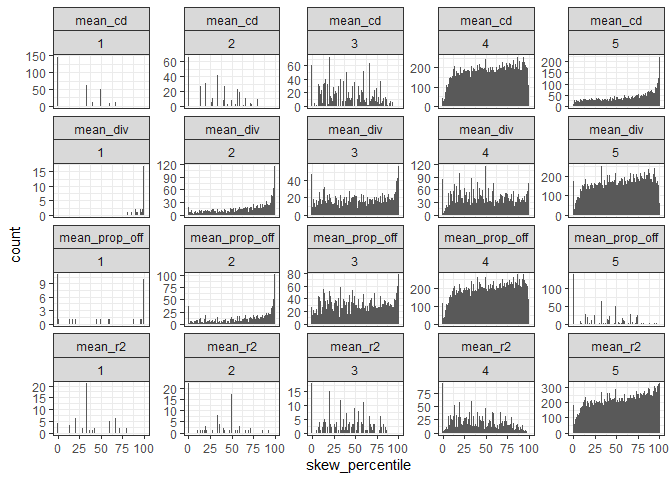 mean_cd mean_cd mean_cd mean_cd mean_cd
1 2 3 4 5
150 100 50 0
60 40 20 0
60 40 20 0
200 150 100 50 0
200 150 100 50 0
mean_div mean_div mean_div mean_div mean_div
1 2 3 4 5
15 10 5 0
120 90 60 30 0
40 20 0
120 90 60 30 0
200 100 0
mean_prop_off mean_prop_off mean_prop_off mean_prop_off mean_prop_off
1 2 3 4 5
9 6 3 0
100 75 50 25 0
80 60 40 20 0
200 100 0
100 50 0
mean_r2 mean_r2 mean_r2 mean_r2 mean_r2
1 2 3 4 5
20 15 10 5 0
20 15 10 5 0
15 10 5 0
75 50 25 0
300 200 100 0
0 25 50 75 100 0 25 50 75 100 0 25 50 75 100 0 25 50 75 100 0 25 50 75 100
skew_percentile
count